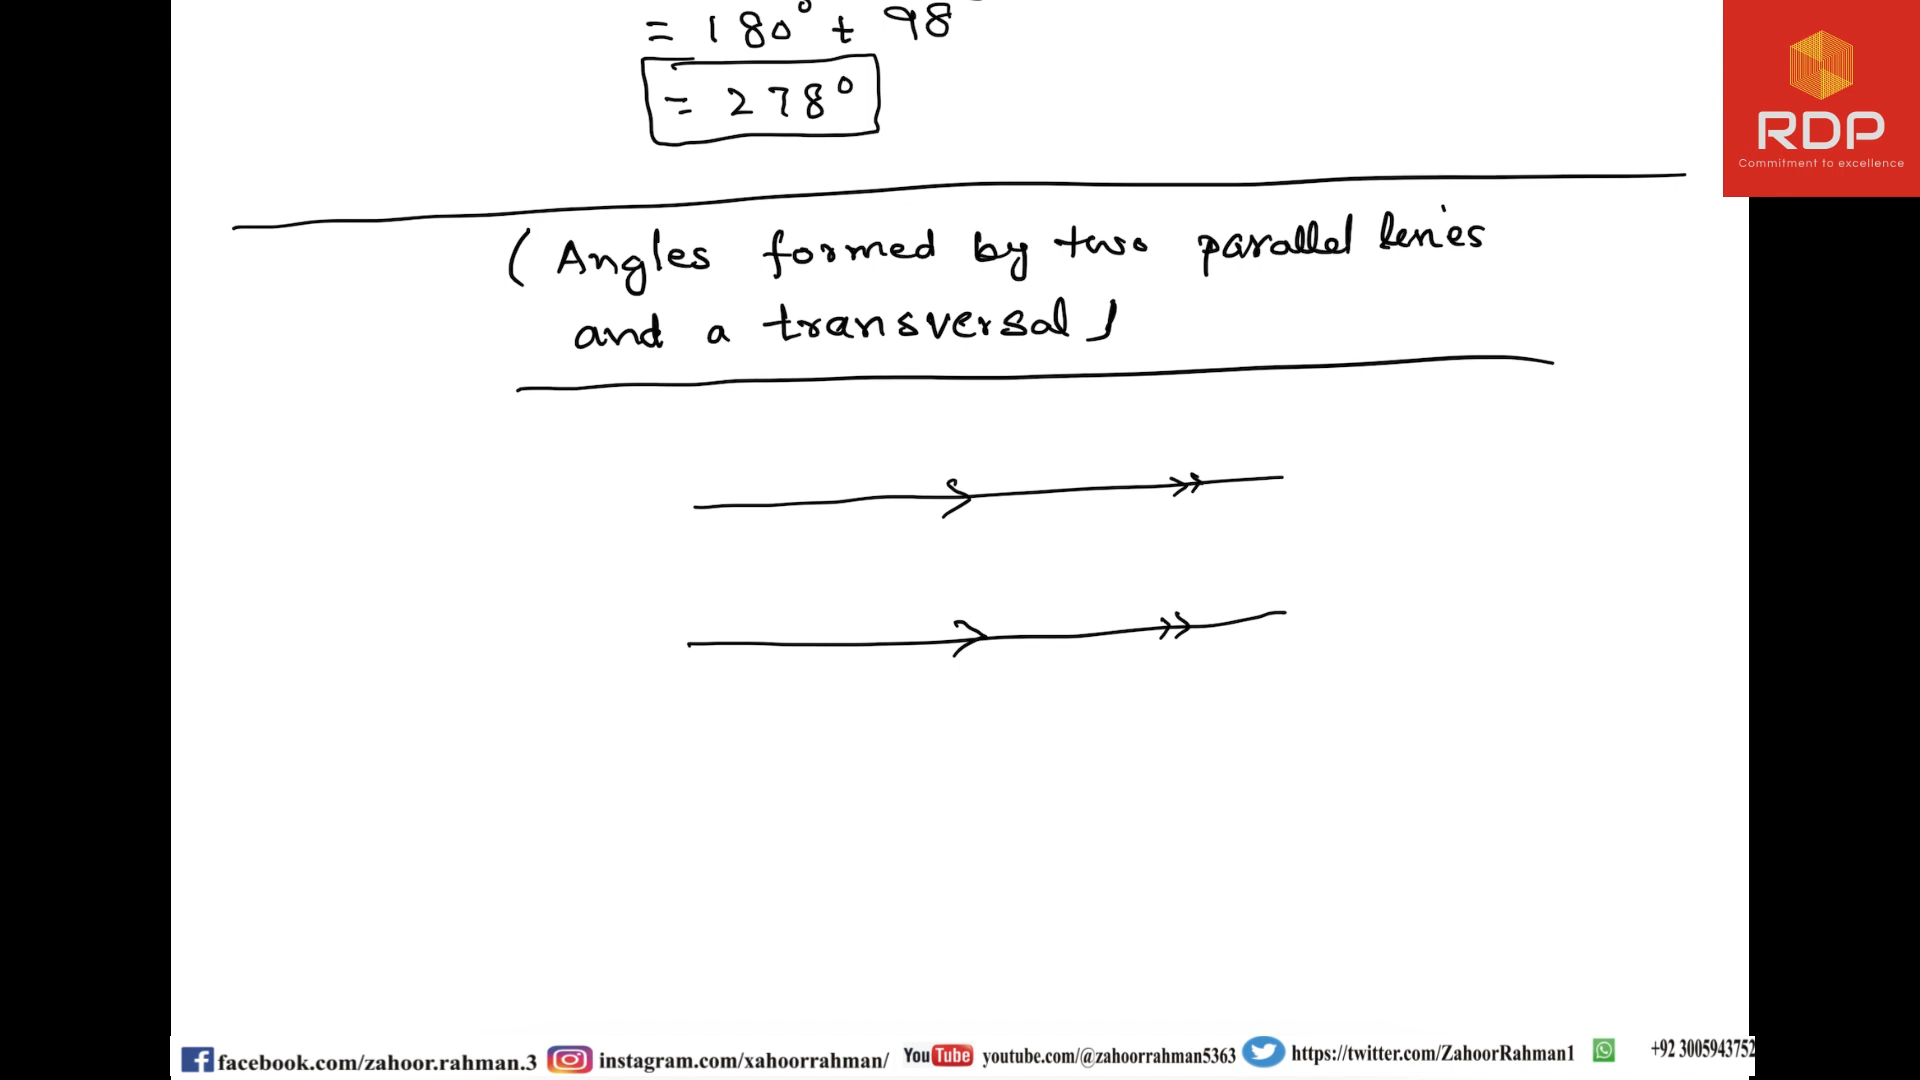 = 180° + 98
= 278°
RDP
Commitment to excellence
(Angles formed by two parallel lines
and a transversal)
facebook.com/zahoor.rahman.3 instagram.com/xahoorrahman/ YouTube youtube.com/@zahoorrahman5363 https://twitter.com/ZahoorRahman1 +92 3005943752